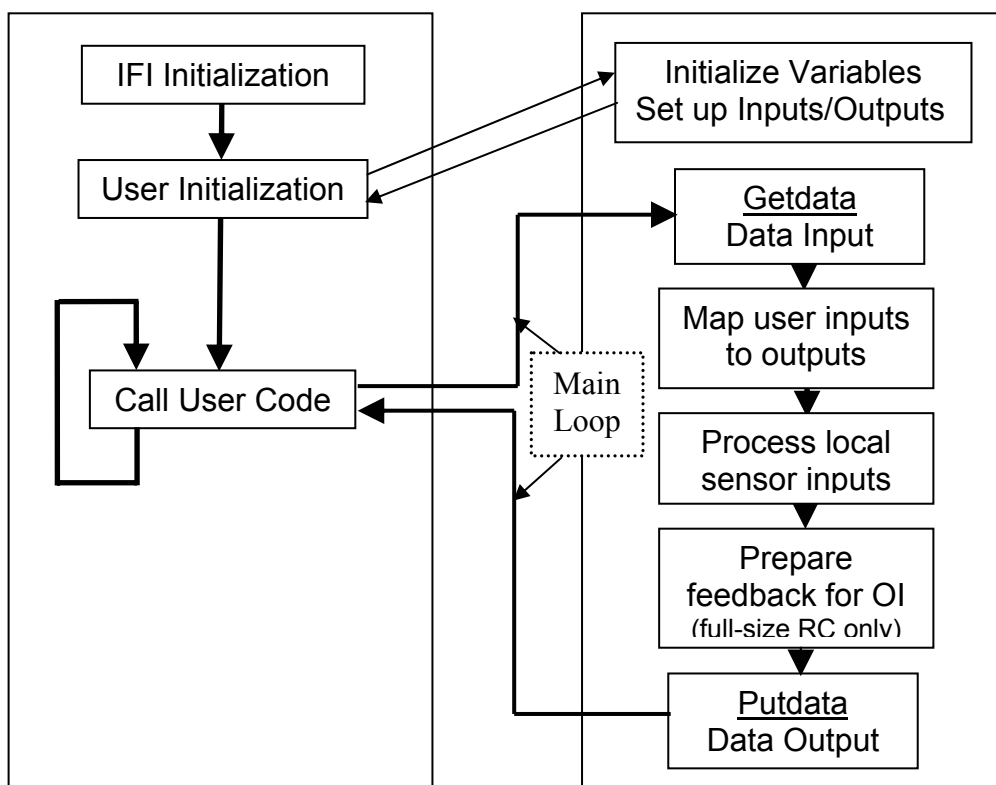 IFI Initialization
User Initialization
Call User Code
Main
Loop
Initialize Variables
Set up Inputs/Outputs
Getdata
Data Input
Map user inputs
to outputs
Process local
sensor inputs
Prepare
feedback for OI
(full-size RC only)
Putdata
Data Output